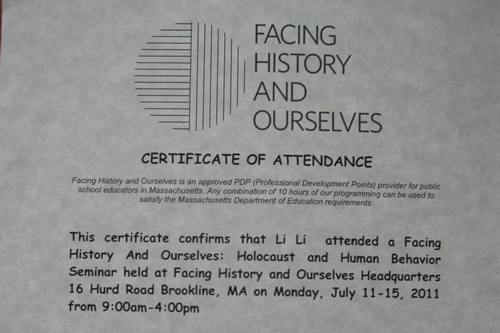 FACING
HISTORY
AND
OURSELVES
CERTIFICATE OF ATTENDANCE
Facing History and Ourselves is an approved PDP (Professional Development Points) provider for public
school educators in Massachusetts. Any combination of 10 hours of our programming can be used to
satisfy the Massachusetts Department of Education requirements.
This certificate confirms that Li Li attended a Facing
History And Ourselves: Holocaust and Human Behavior
Seminar held at Facing History and Ourselves Headquarters
16 Hurd Road Brookline, MA on Monday, July 11-15, 2011
from 9:00am-4:00pm